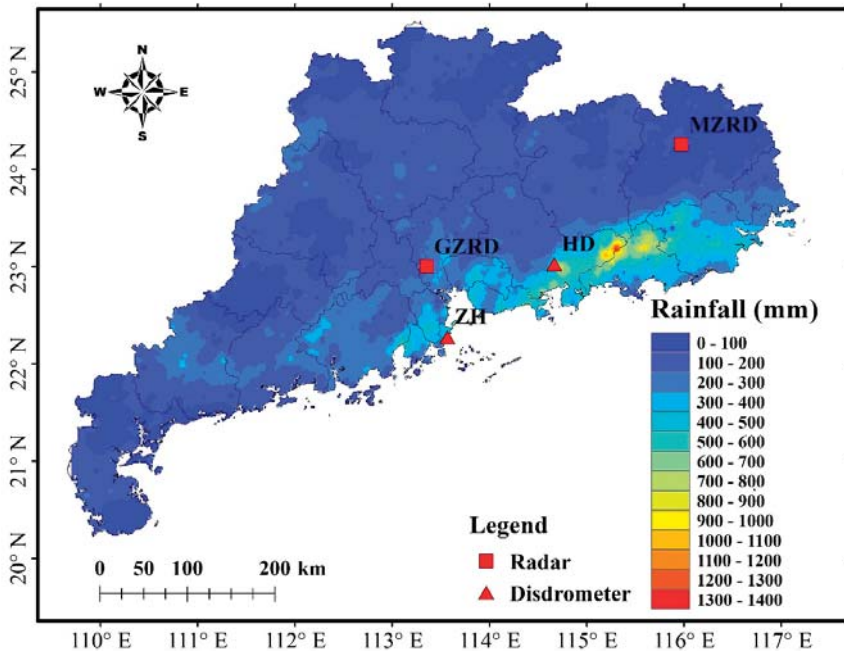 N
W E
S
25° N
24° N
23° N
22° N
21° N
20° N
MZRD
GZRD
HD
ZH
Rainfall (mm)
0 - 100
100 - 200
200 - 300
300 - 400
400 - 500
500 - 600
600 - 700
700 - 800
800 - 900
900 - 1000
1000 - 1100
1100 - 1200
1200 - 1300
1300 - 1400
Legend
Radar
Disdrometer
0 50 100 200 km
110° E 111° E 112° E 113° E 114° E 115° E 116° E 117° E